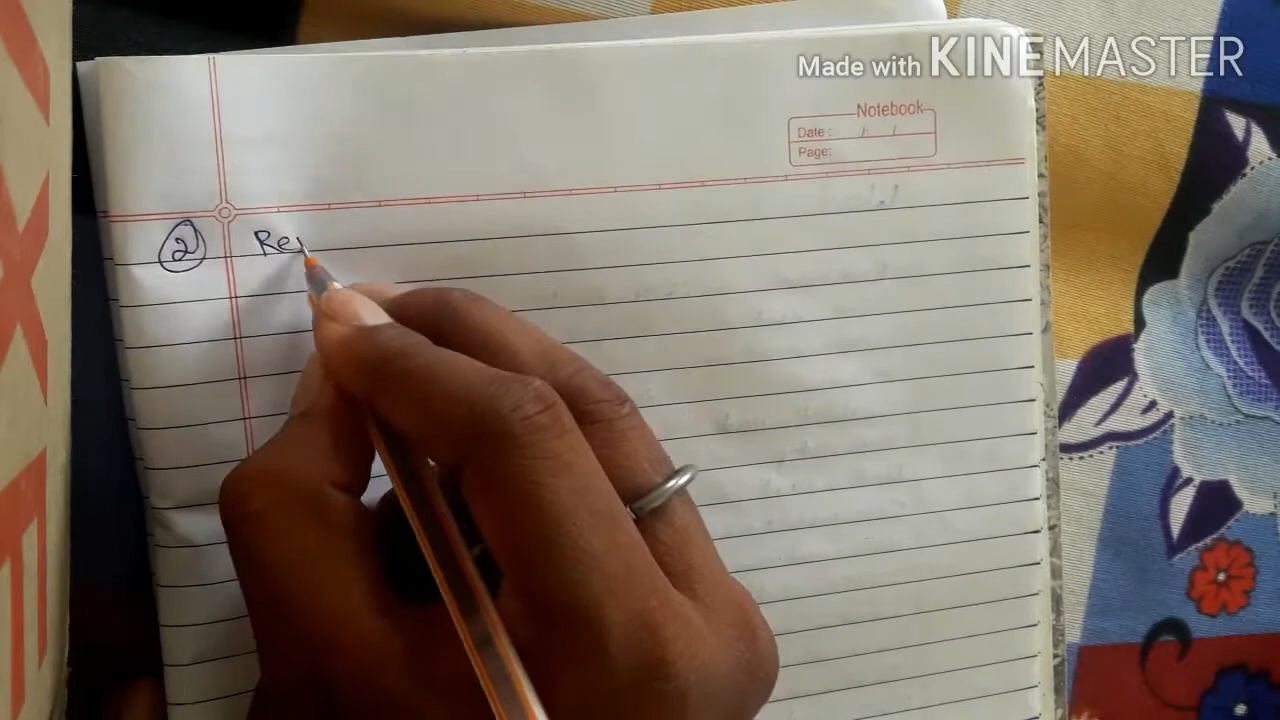 Made with KINEMASTER
Notebook
Date : / /
Page:
② Re